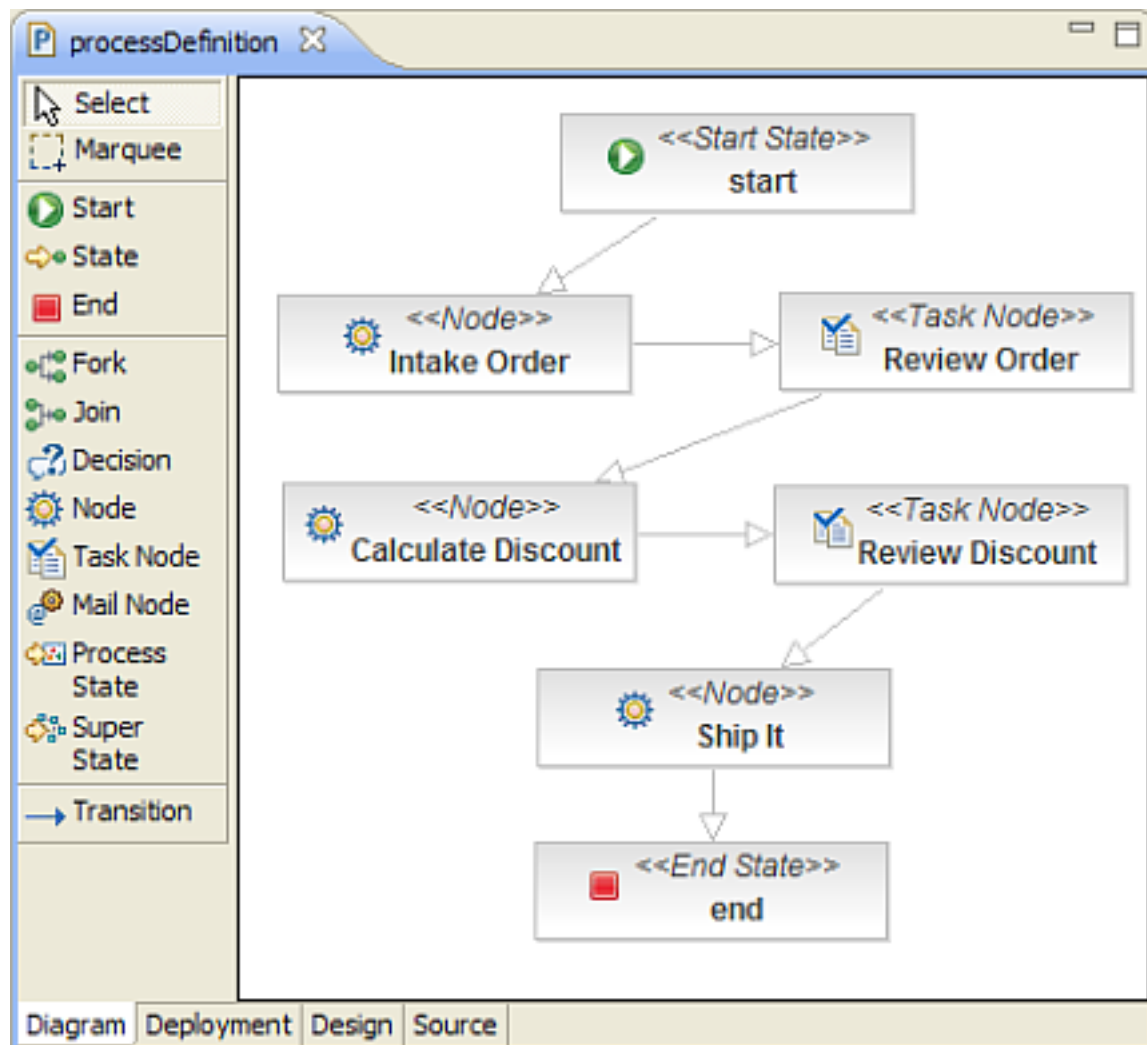 processDefinition
Select
Marquee
Start
State
End
Fork
Join
Decision
Node
Task Node
Mail Node
Process
State
Super
State
Transition
<<Start State>>
start
<<Node>>
Intake Order
<<Task Node>>
Review Order
<<Node>>
Calculate Discount
<<Task Node>>
Review Discount
<<Node>>
Ship It
<<End State>>
end
Diagram Deployment Design Source